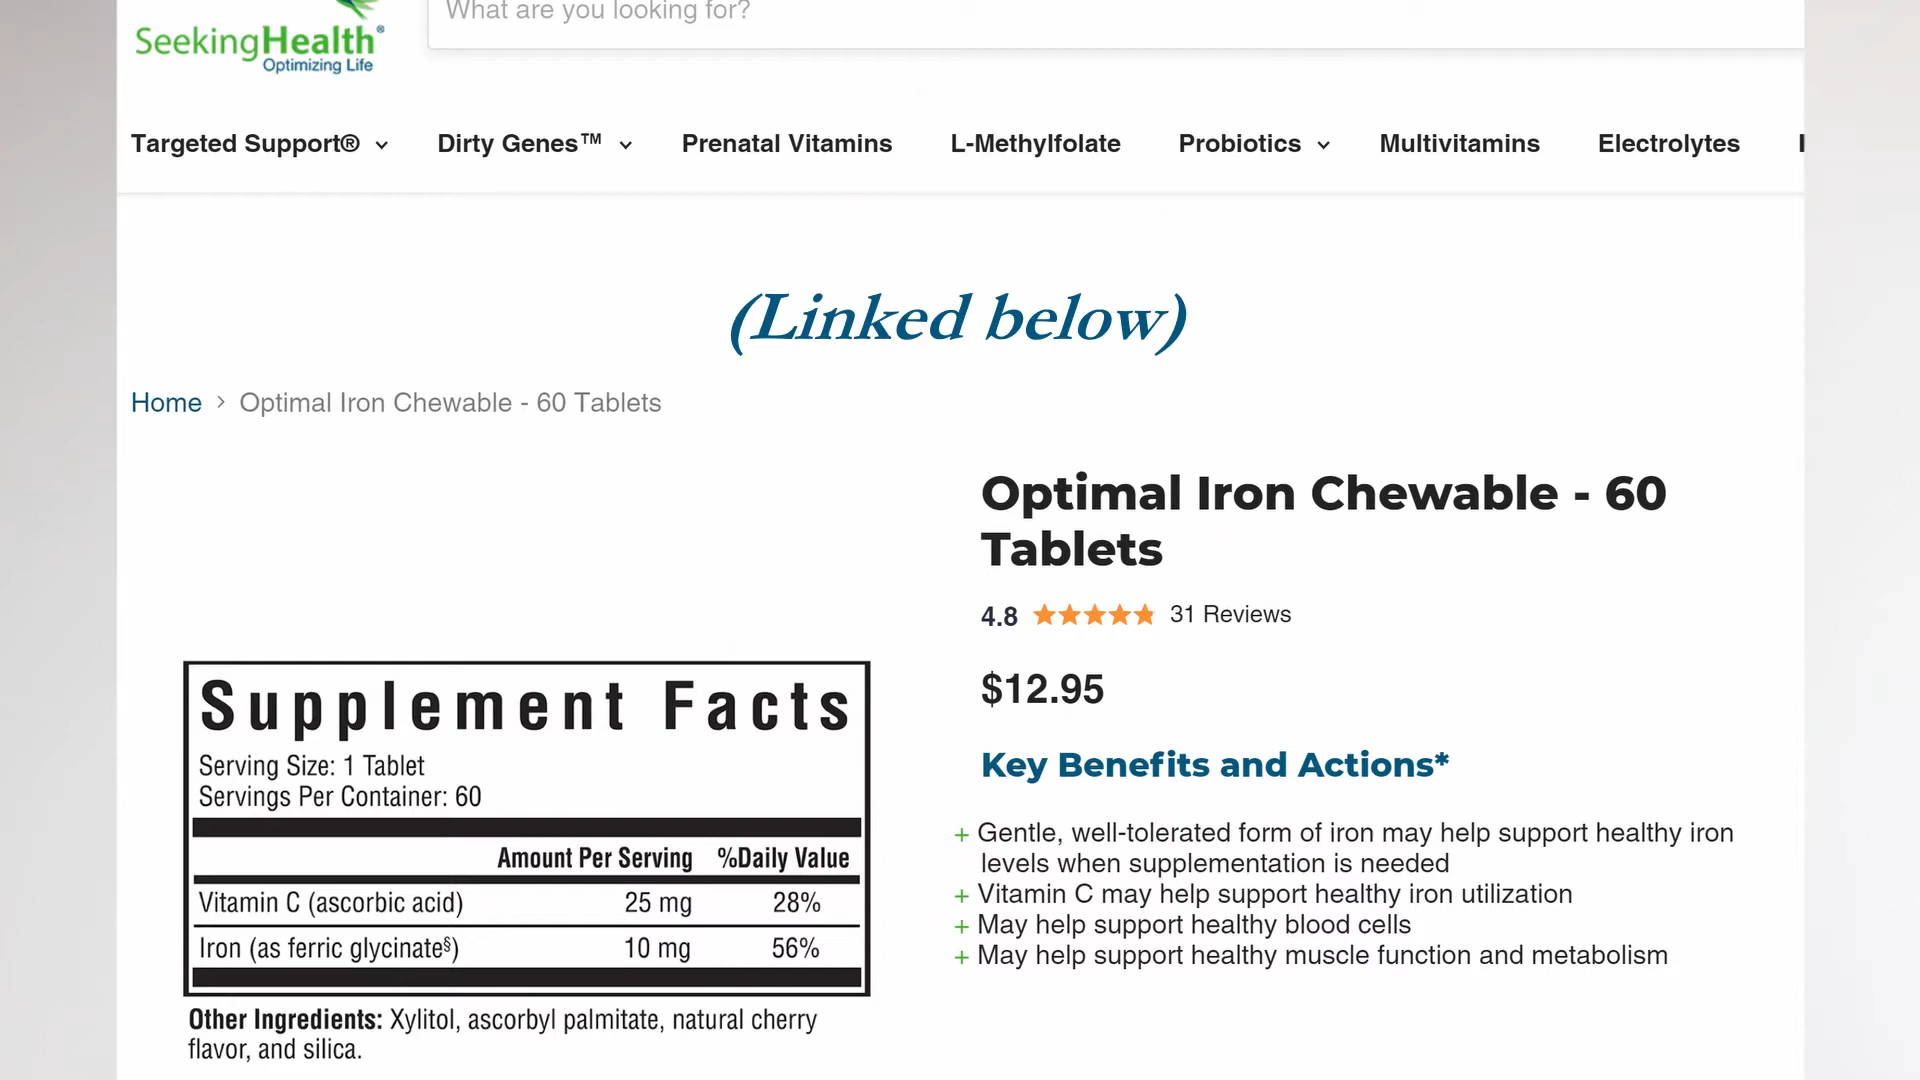 What are you looking for?
SeekingHealth®
Optimizing Life
Targeted Support® Dirty Genes™ Prenatal Vitamins L-Methylfolate Probiotics Multivitamins Electrolytes
(Linked below)
Home > Optimal Iron Chewable - 60 Tablets
Optimal Iron Chewable - 60
Tablets
4.8 31 Reviews
$12.95
Key Benefits and Actions*
+ Gentle, well-tolerated form of iron may help support healthy iron
levels when supplementation is needed
+ Vitamin C may help support healthy iron utilization
+ May help support healthy blood cells
+ May help support healthy muscle function and metabolism
Supplement Facts
Serving Size: 1 Tablet
Servings Per Container: 60
Amount Per Serving %Daily Value
Vitamin C (ascorbic acid) 25 mg 28%
Iron (as ferric glycinate§) 10 mg 56%
Other Ingredients: Xylitol, ascorbyl palmitate, natural cherry
flavor, and silica.